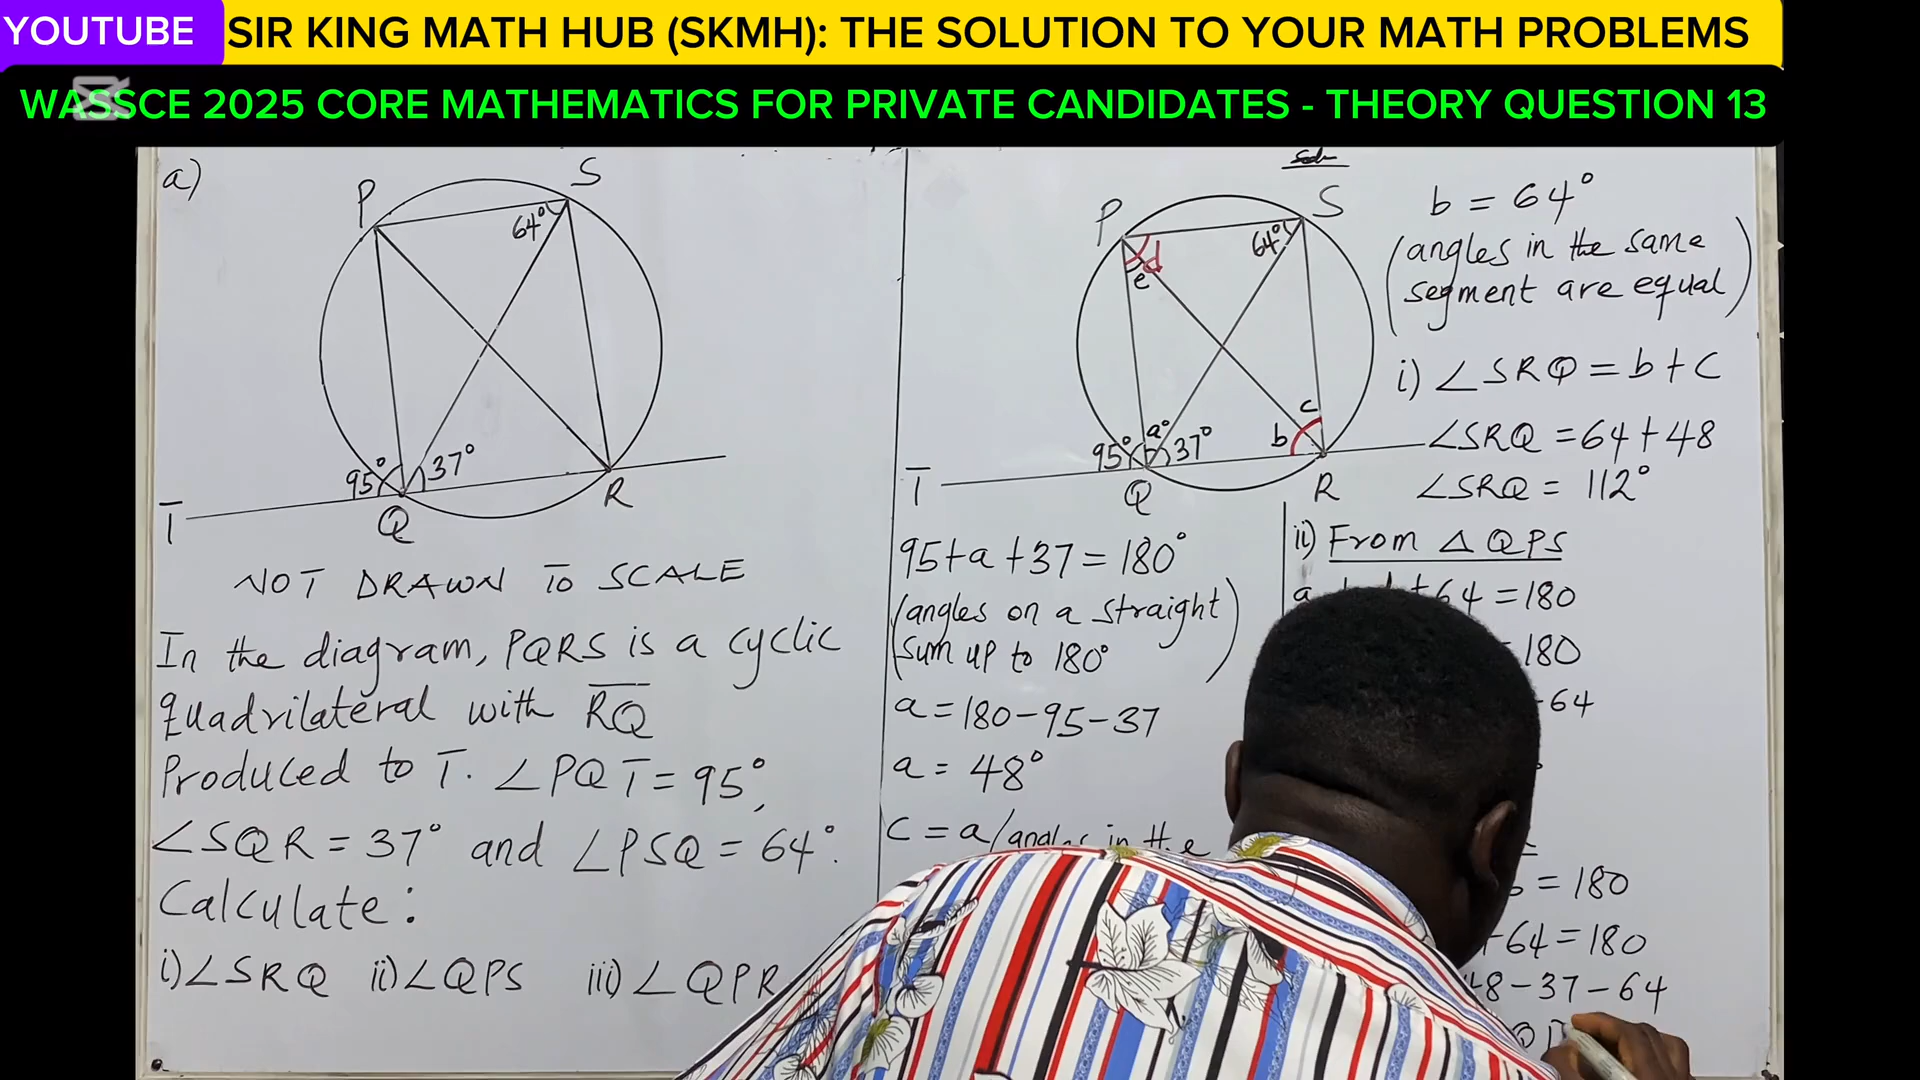 YOUTUBE
SIR KING MATH HUB (SKMH): THE SOLUTION TO YOUR MATH PROBLEMS
WASSCE 2025 CORE MATHEMATICS FOR PRIVATE CANDIDATES - THEORY QUESTION 13
a)
P
S
64°
95°
37°
T
Q
R
NOT DRAWN TO SCALE
In the diagram, PQRS is a cyclic
quadrilateral with RQ
Produced to T. ∠PQT = 95°,
∠SQR = 37° and ∠PSQ = 64°.
Calculate:
i) ∠SRQ ii) ∠QPS iii) ∠QPR
Soln
P
S
d
e
64°
c
b
95°
a°
37°
T
Q
R
95 + a + 37 = 180°
(angles on a straight
sum up to 180°)
a = 180 - 95 - 37
a = 48°
c = a (angles in the
b = 64°
(angles in the same
segment are equal)
i) ∠SRQ = b + c
∠SRQ = 64 + 48
∠SRQ = 112°
ii) From △QPS
a + 64 = 180
180
- 64
= 180
+ 64 = 180
48 - 37 - 64